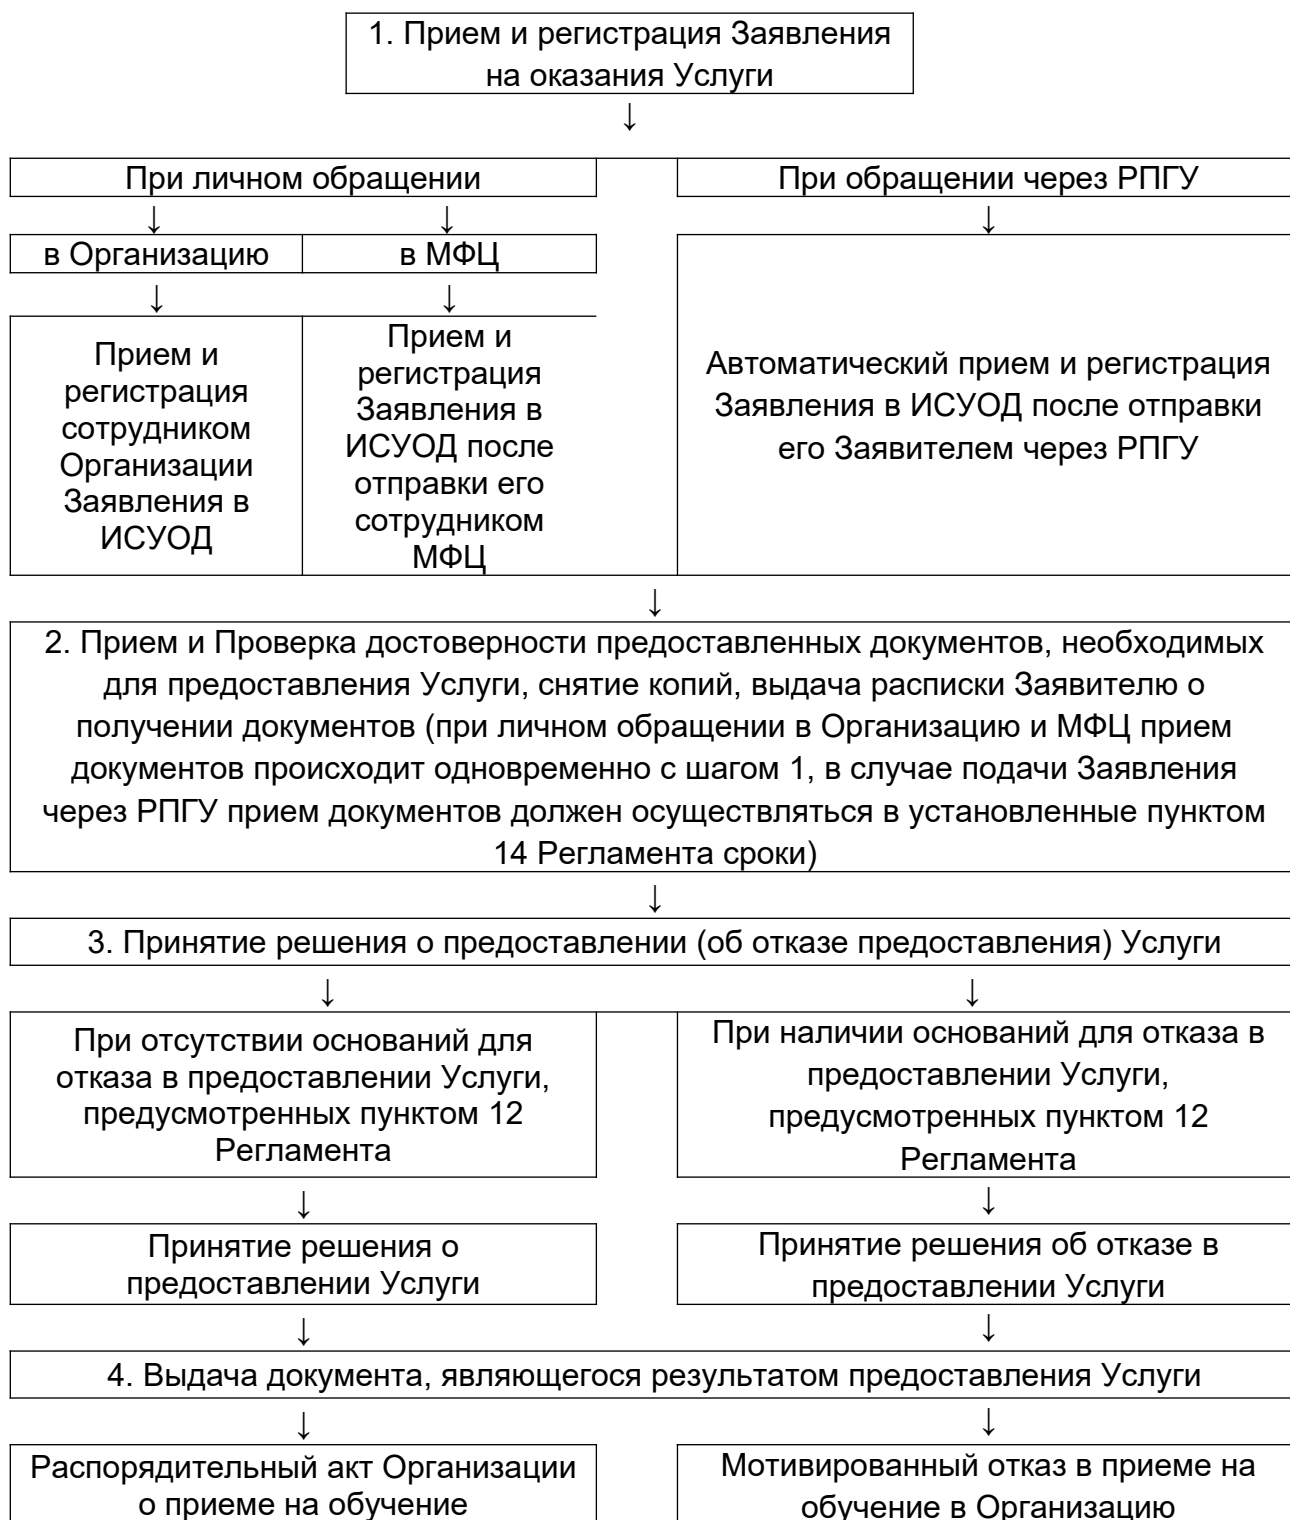 1. Прием и регистрация Заявления
на оказания Услуги
↓
При личном обращении
При обращении через РПГУ
↓
↓
↓
в Организацию
в МФЦ
↓
↓
Прием и
регистрация
сотрудником
Организации
Заявления в
ИСУОД
Прием и
регистрация
Заявления в
ИСУОД после
отправки его
сотрудником
МФЦ
Автоматический прием и регистрация
Заявления в ИСУОД после отправки
его Заявителем через РПГУ
↓
2. Прием и Проверка достоверности предоставленных документов, необходимых
для предоставления Услуги, снятие копий, выдача расписки Заявителю о
получении документов (при личном обращении в Организацию и МФЦ прием
документов происходит одновременно с шагом 1, в случае подачи Заявления
через РПГУ прием документов должен осуществляться в установленные пунктом
14 Регламента сроки)
↓
3. Принятие решения о предоставлении (об отказе предоставления) Услуги
↓
↓
При отсутствии оснований для
отказа в предоставлении Услуги,
предусмотренных пунктом 12
Регламента
При наличии оснований для отказа в
предоставлении Услуги,
предусмотренных пунктом 12
Регламента
↓
↓
Принятие решения о
предоставлении Услуги
Принятие решения об отказе в
предоставлении Услуги
↓
↓
4. Выдача документа, являющегося результатом предоставления Услуги
↓
↓
Распорядительный акт Организации
о приеме на обучение
Мотивированный отказ в приеме на
обучение в Организацию